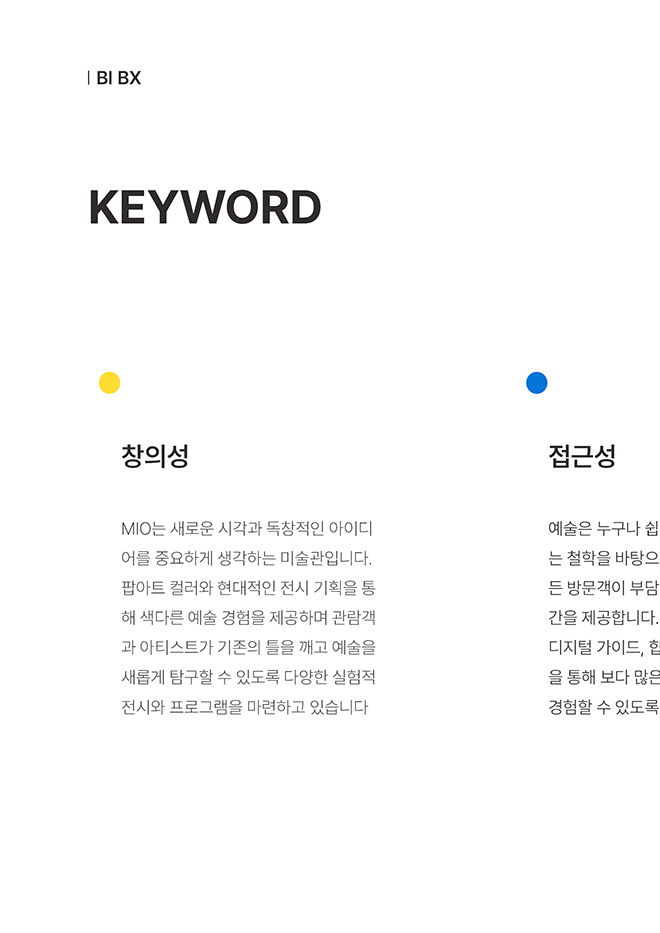 | BI BX
KEYWORD
창의성
MIO는 새로운 시각과 독창적인 아이디
어를 중요하게 생각하는 미술관입니다.
팝아트 컬러와 현대적인 전시 기획을 통
해 색다른 예술 경험을 제공하며 관람객
과 아티스트가 기존의 틀을 깨고 예술을
새롭게 탐구할 수 있도록 다양한 실험적
전시와 프로그램을 마련하고 있습니다
접근성
예술은 누구나 쉽
는 철학을 바탕으
든 방문객이 부담
간을 제공합니다.
디지털 가이드,
을 통해 보다 많은
경험할 수 있도록